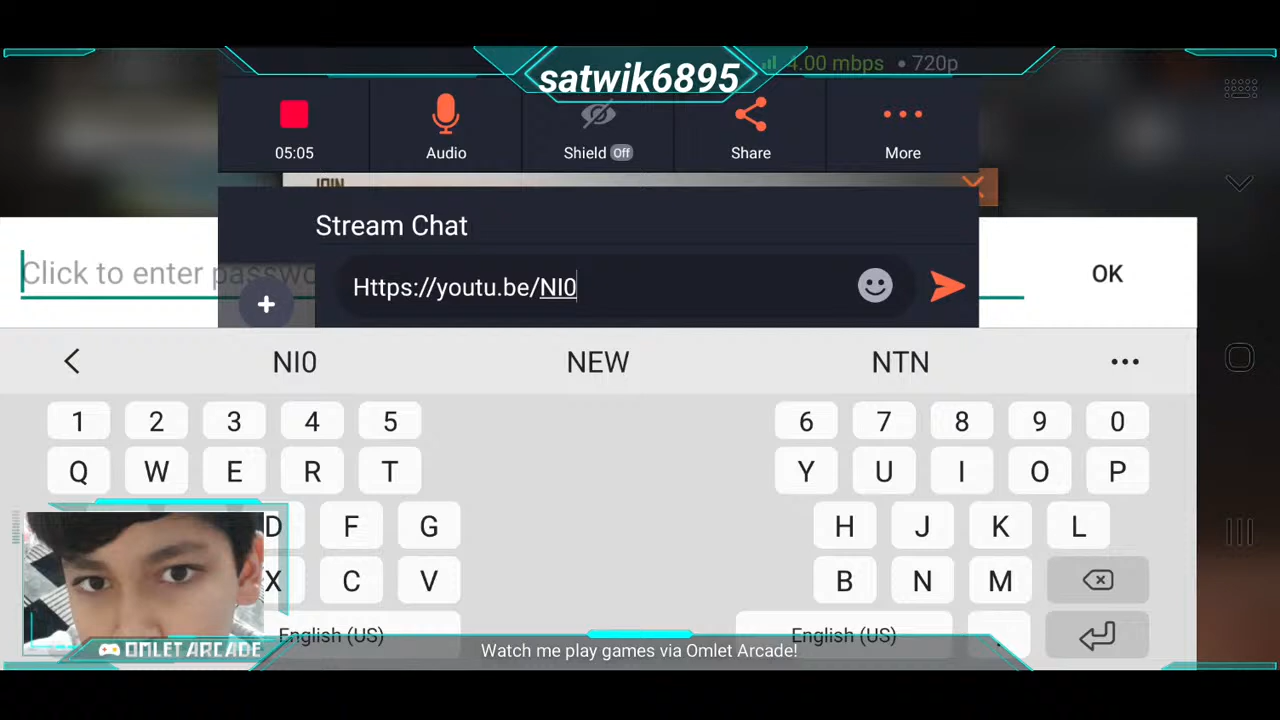 satwik6895
4.00 mbps • 720p
05:05
Audio
Shield Off
Share
More
JOIN
Stream Chat
Click to enter passwo
Https://youtu.be/NI0
OK
NI0
NEW
NTN
1 2 3 4 5 6 7 8 9 0
Q W E R T Y U I O P
D F G H J K L
X C V B N M
English (US)
English (US)
.
OMLET ARCADE
Watch me play games via Omlet Arcade!